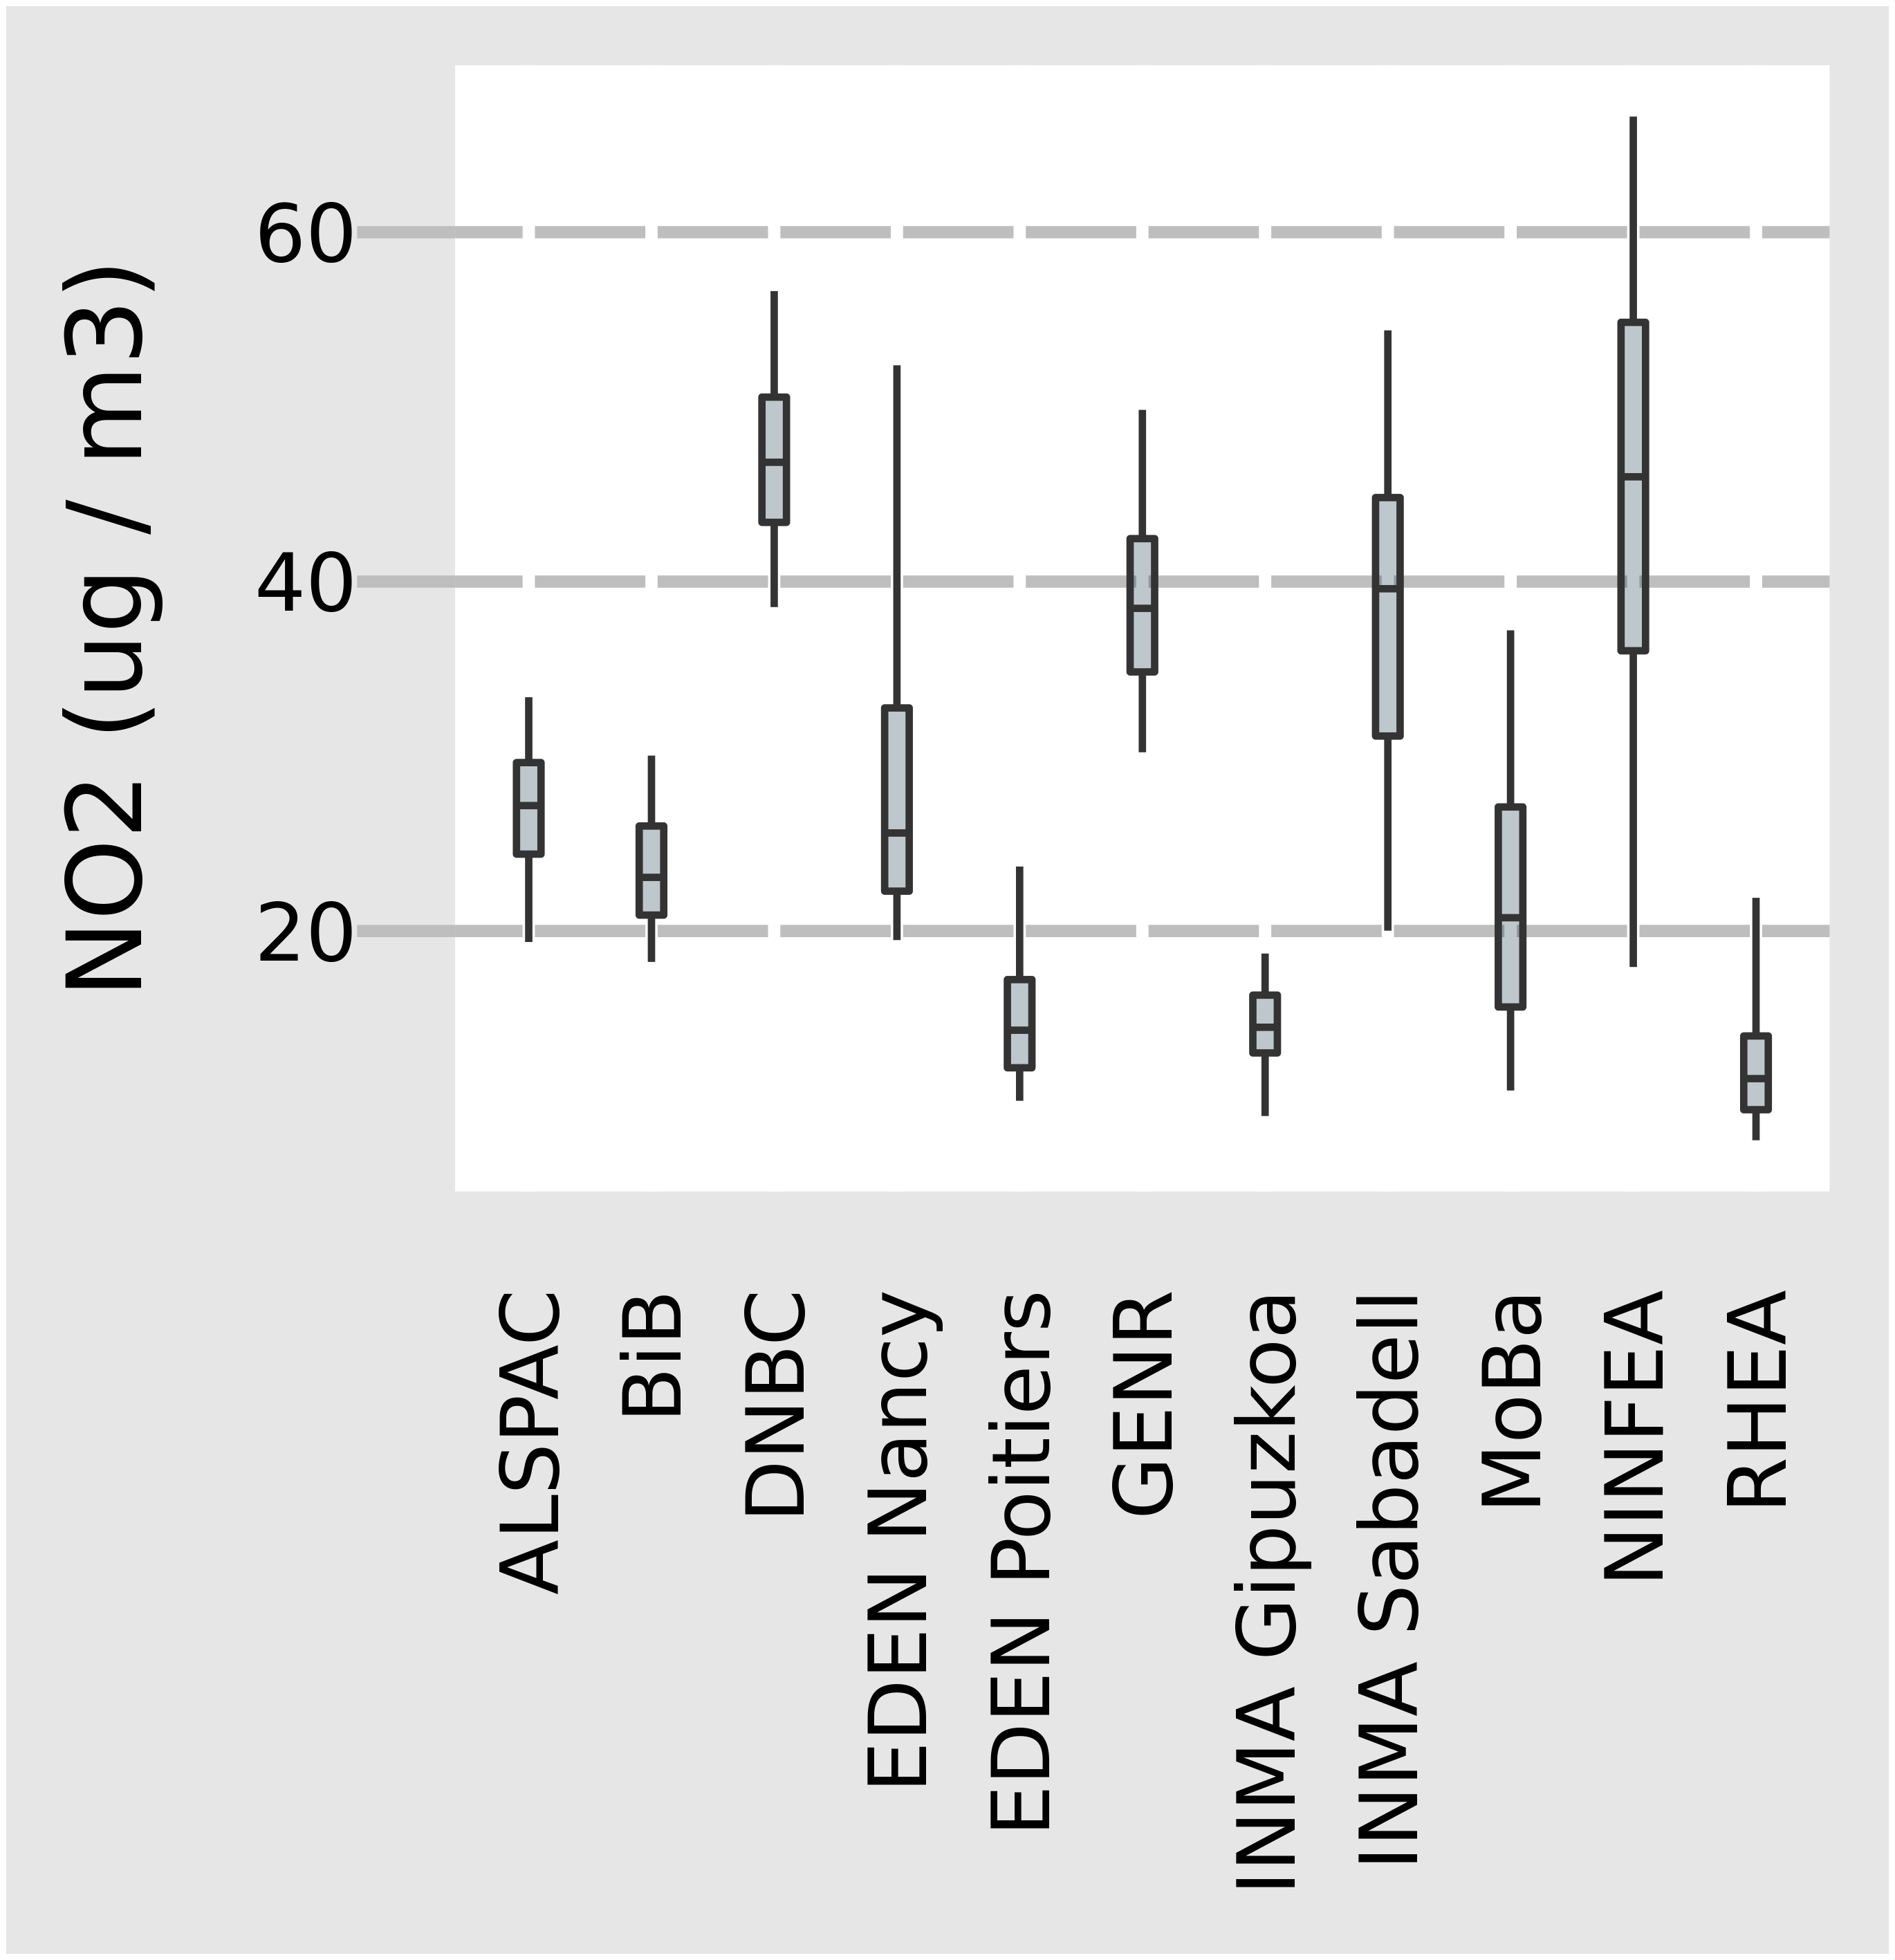 NO2 (ug / m3)
60
40
20
ALSPAC
BiB
DNBC
EDEN Nancy
EDEN Poitiers
GENR
INMA Gipuzkoa
INMA Sabadell
MoBa
NINFEA
RHEA